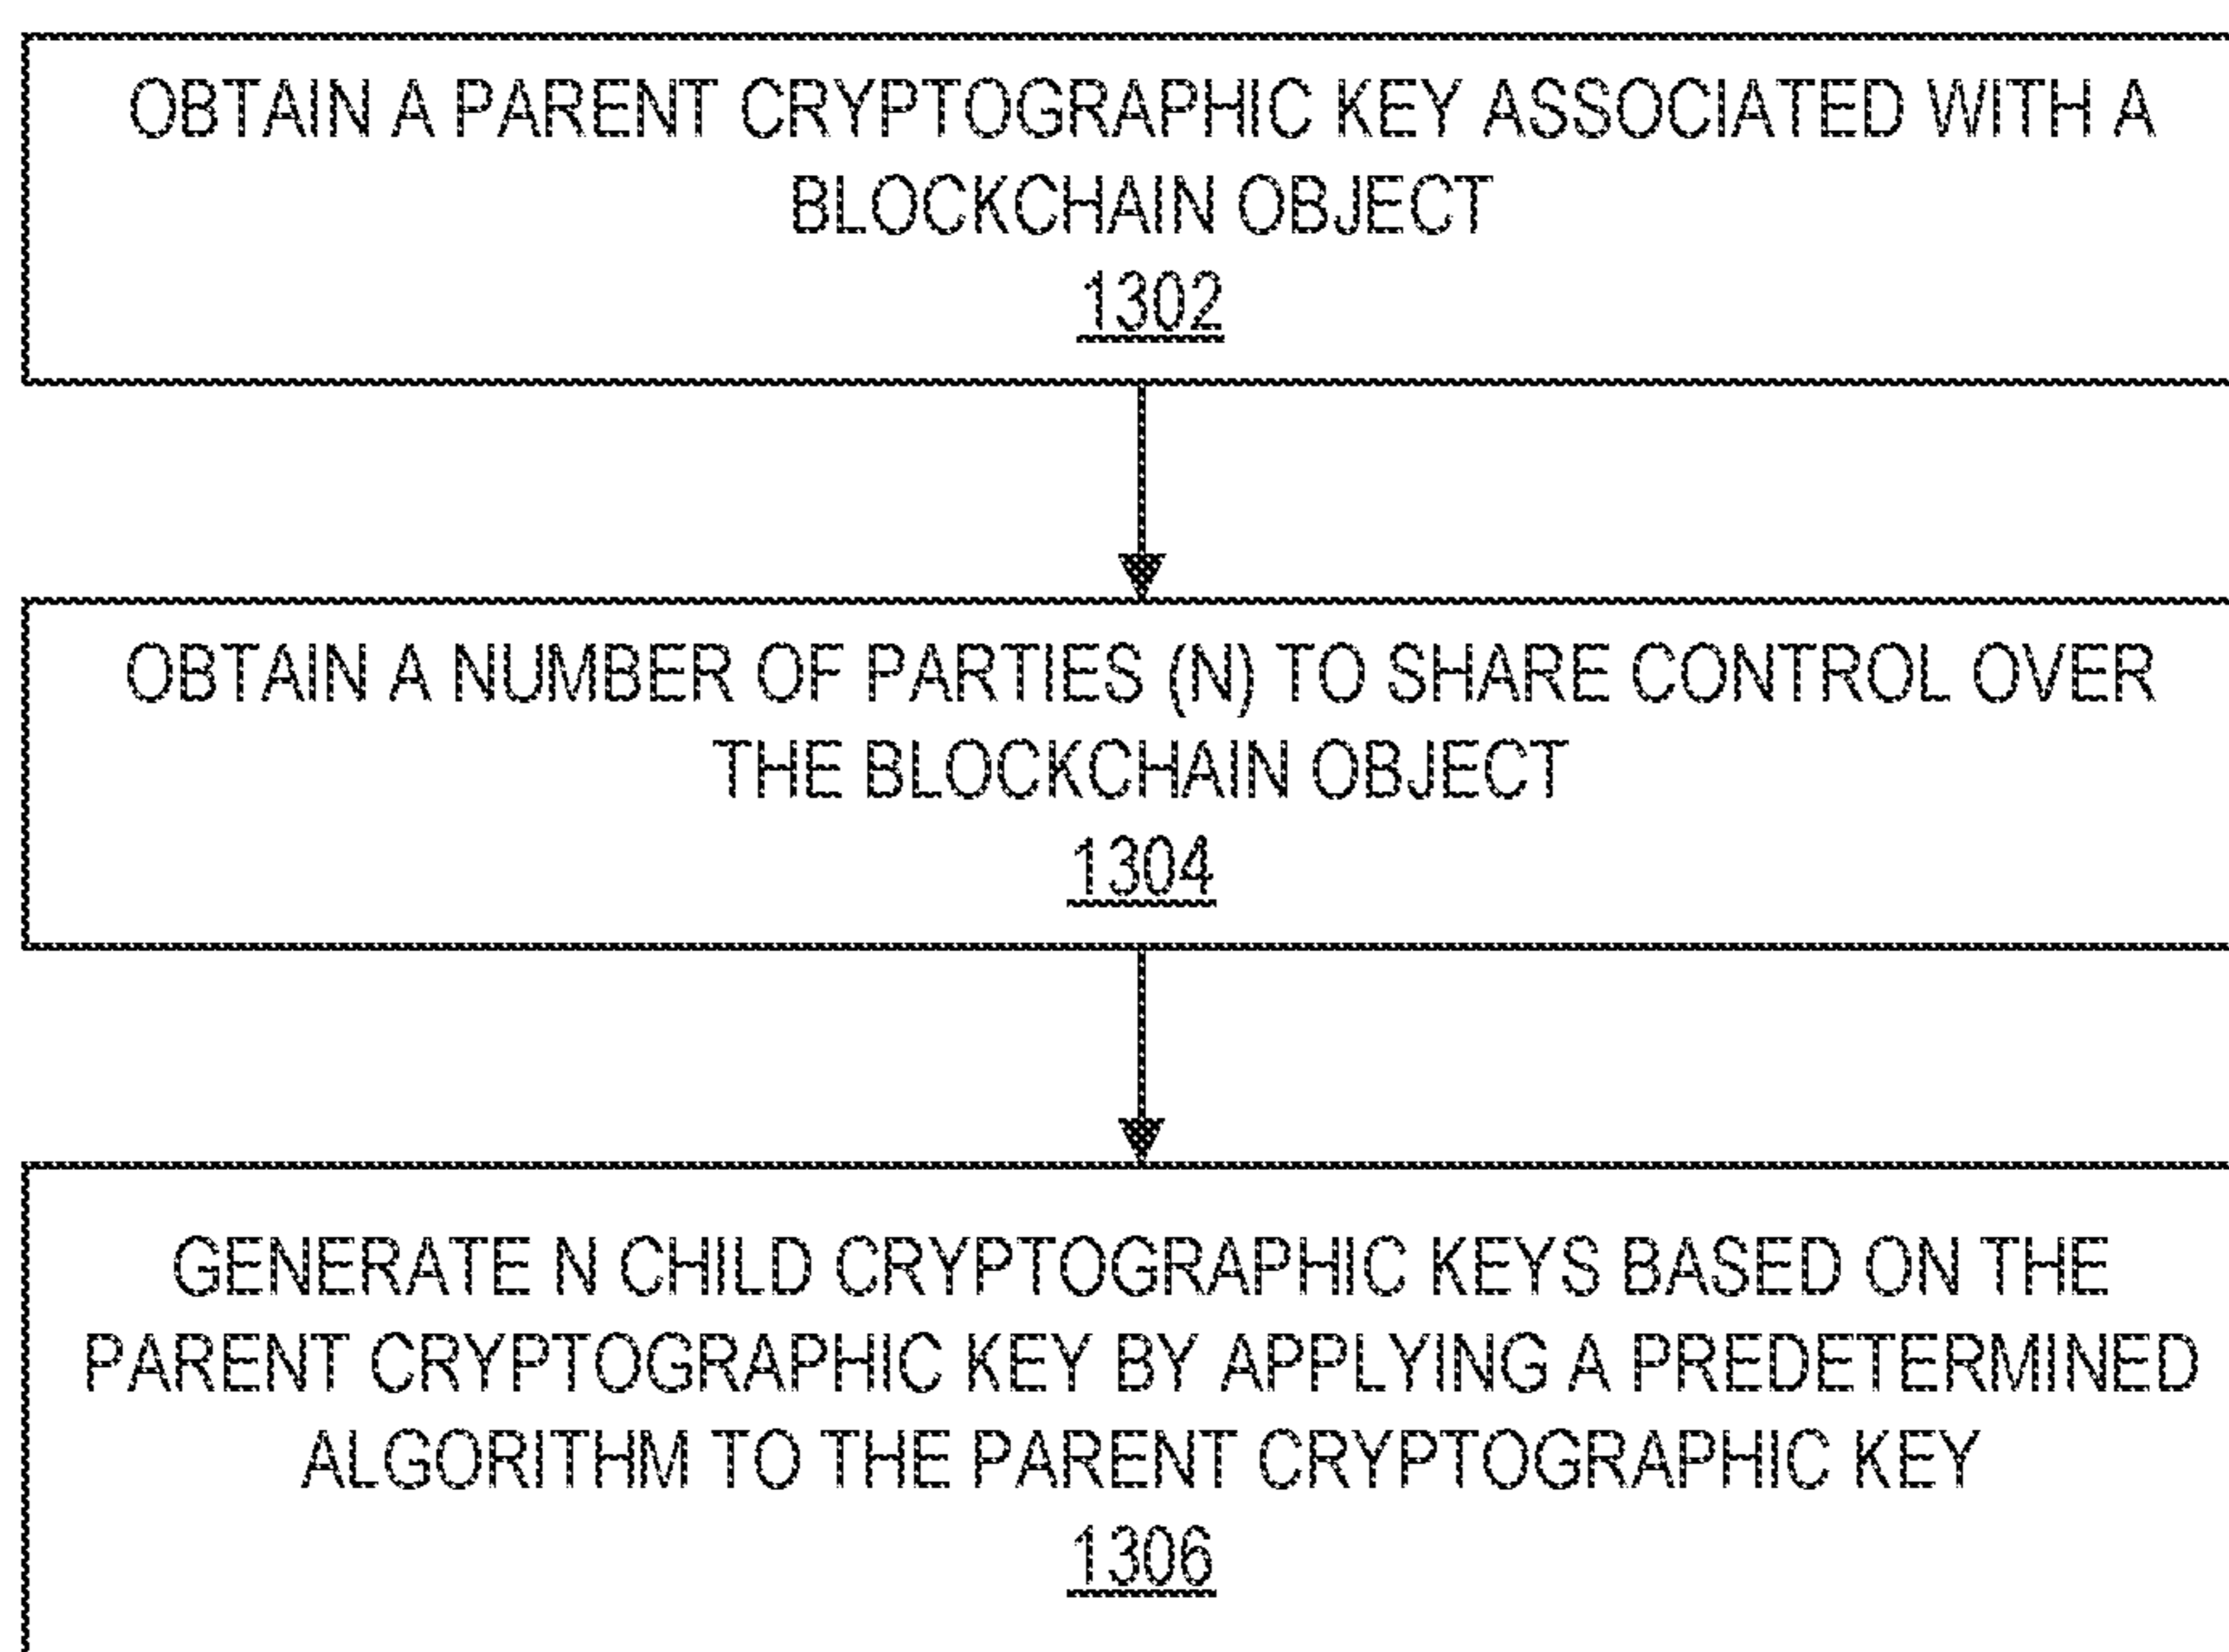 OBTAIN A PARENT CRYPTOGRAPHIC KEY ASSOCIATED WITH A
BLOCKCHAIN OBJECT
1302
OBTAIN A NUMBER OF PARTIES (N) TO SHARE CONTROL OVER
THE BLOCKCHAIN OBJECT
1304
GENERATE N CHILD CRYPTOGRAPHIC KEYS BASED ON THE
PARENT CRYPTOGRAPHIC KEY BY APPLYING A PREDETERMINED
ALGORITHM TO THE PARENT CRYPTOGRAPHIC KEY
1306